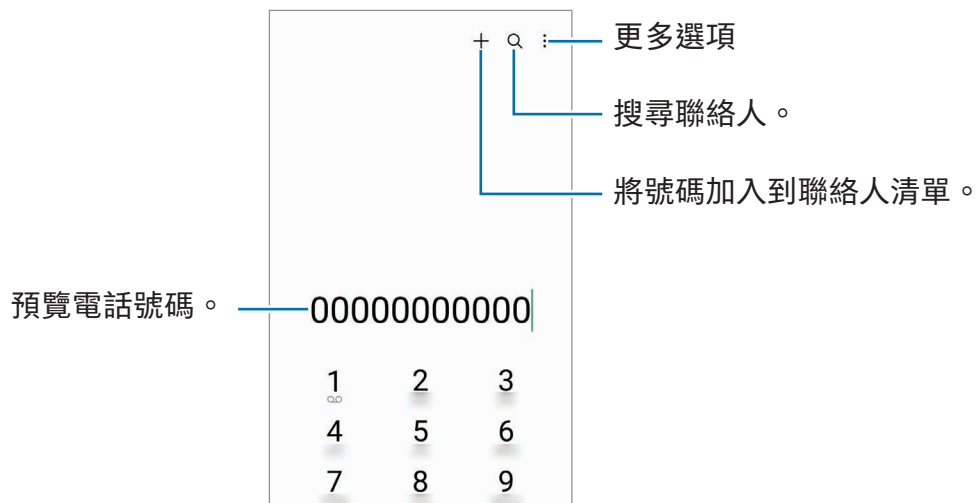 更多選項
搜尋聯絡人。
將號碼加入到聯絡人清單。
預覽電話號碼。
00000000000
1 2 3
4 5 6
7 8 9